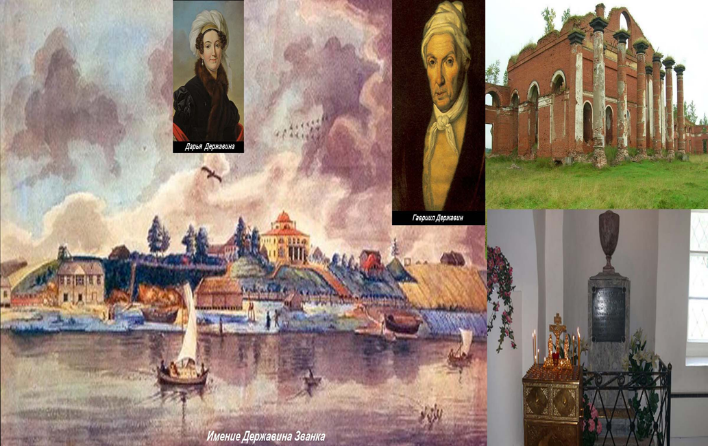 Дарья Державина
Гавриил Державин
Имение Державина Званка